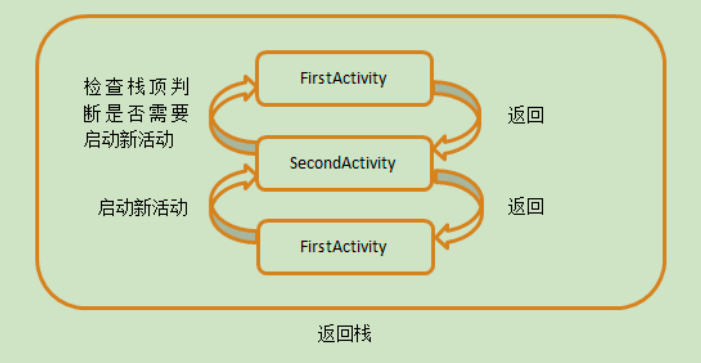 FirstActivity
检查栈顶判
断是否需要
启动新活动
返回
SecondActivity
启动新活动
返回
FirstActivity
返回栈